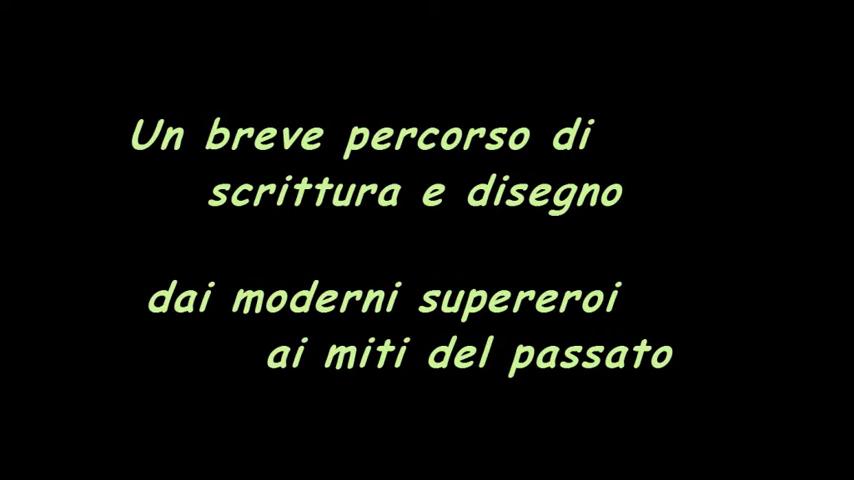 Un breve percorso di
scrittura e disegno
dai moderni supereroi
ai miti del passato